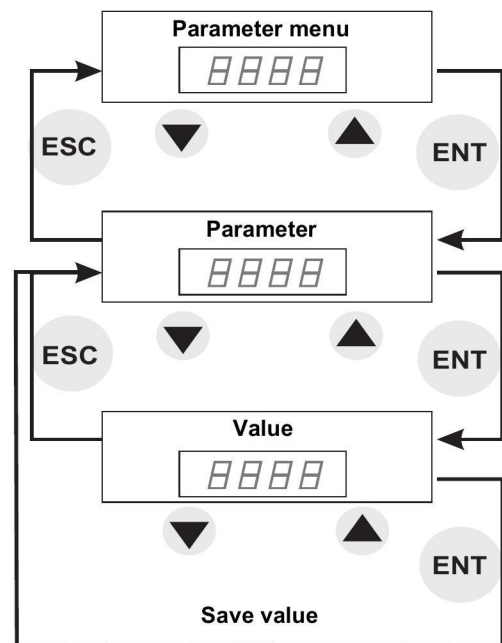 Parameter menu
8888
ESC
ENT
Parameter
8888
ESC
ENT
Value
8888
ENT
Save value